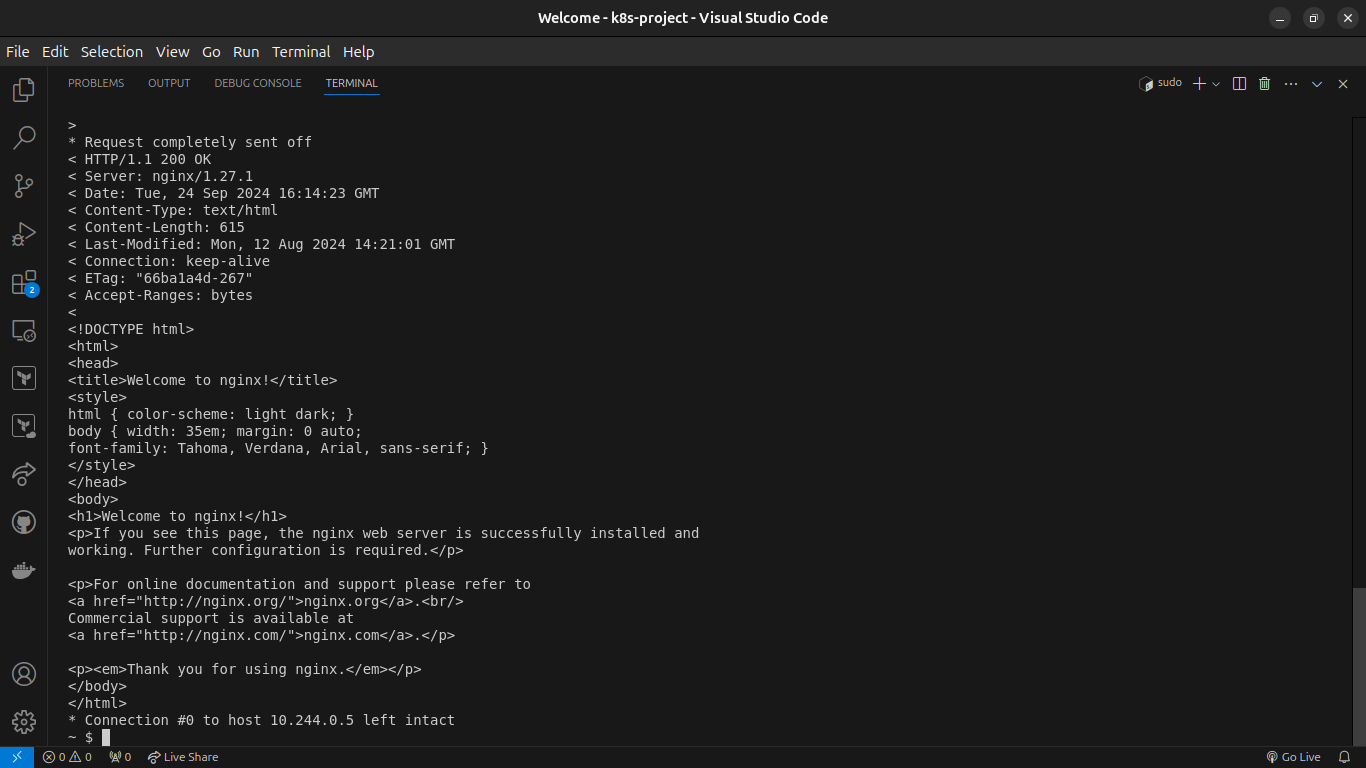 Welcome - k8s-project - Visual Studio Code
File Edit Selection View Go Run Terminal Help
PROBLEMS OUTPUT DEBUG CONSOLE TERMINAL
sudo
>
* Request completely sent off
< HTTP/1.1 200 OK
< Server: nginx/1.27.1
< Date: Tue, 24 Sep 2024 16:14:23 GMT
< Content-Type: text/html
< Content-Length: 615
< Last-Modified: Mon, 12 Aug 2024 14:21:01 GMT
< Connection: keep-alive
< ETag: "66ba1a4d-267"
< Accept-Ranges: bytes
<
<!DOCTYPE html>
<html>
<head>
<title>Welcome to nginx!</title>
<style>
html { color-scheme: light dark; }
body { width: 35em; margin: 0 auto;
font-family: Tahoma, Verdana, Arial, sans-serif; }
</style>
</head>
<body>
<h1>Welcome to nginx!</h1>
<p>If you see this page, the nginx web server is successfully installed and
working. Further configuration is required.</p>
<p>For online documentation and support please refer to
<a href="http://nginx.org/">nginx.org</a>.<br/>
Commercial support is available at
<a href="http://nginx.com/">nginx.com</a>.</p>
<p><em>Thank you for using nginx.</em></p>
</body>
</html>
* Connection #0 to host 10.244.0.5 left intact
~ $
2
0 0 0 Live Share Go Live